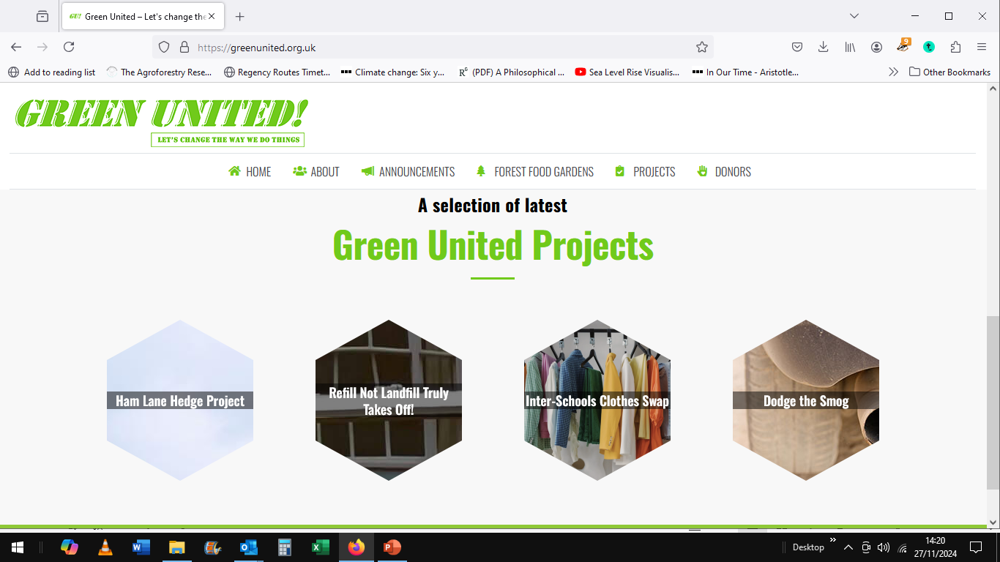 GU! Green United – Let's change the
https://greenunited.org.uk
9
Add to reading list
The Agroforestry Rese...
Regency Routes Timet...
Climate change: Six y...
RG (PDF) A Philosophical ...
Sea Level Rise Visualis...
In Our Time - Aristotle...
Other Bookmarks
GREEN UNITED!
LET'S CHANGE THE WAY WE DO THINGS
HOME
ABOUT
ANNOUNCEMENTS
FOREST FOOD GARDENS
PROJECTS
DONORS
A selection of latest
Green United Projects
Ham Lane Hedge Project
Refill Not Landfill Truly
Takes Off!
Inter-Schools Clothes Swap
Dodge the Smog
Desktop
14:20
27/11/2024